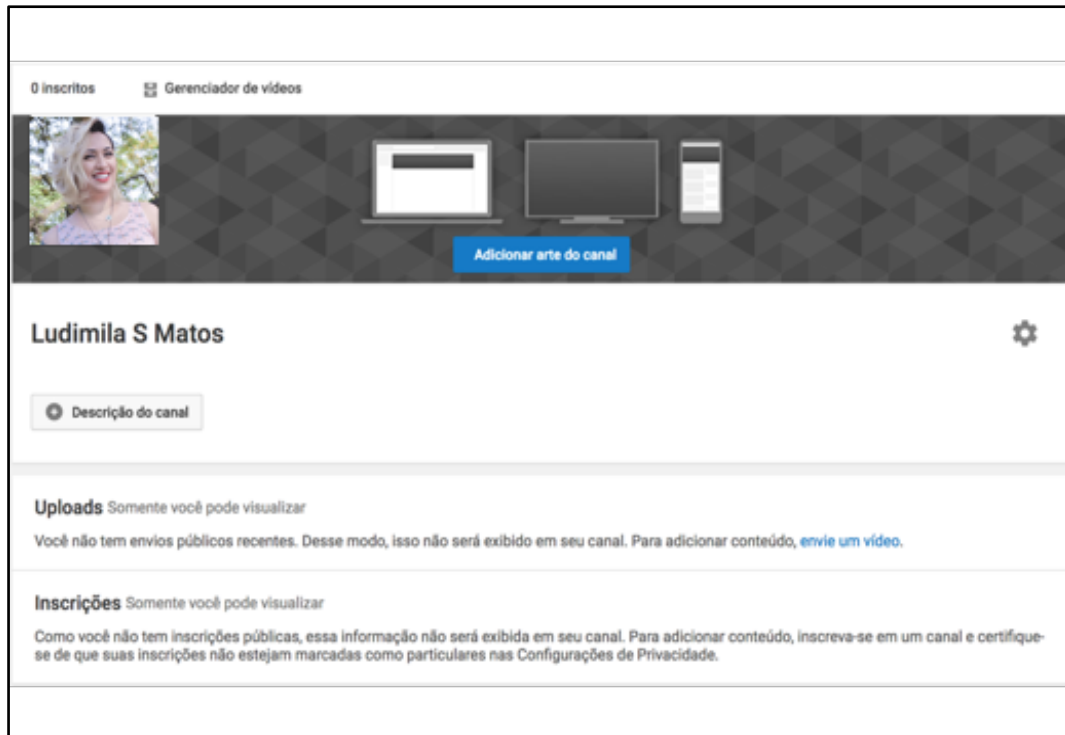 0 inscritos Gerenciador de vídeos
Adicionar arte do canal
Ludimila S Matos
Descrição do canal
Uploads Somente você pode visualizar
Você não tem envios públicos recentes. Desse modo, isso não será exibido em seu canal. Para adicionar conteúdo, envie um vídeo.
Inscrições Somente você pode visualizar
Como você não tem inscrições públicas, essa informação não será exibida em seu canal. Para adicionar conteúdo, inscreva-se em um canal e certifique-
se de que suas inscrições não estejam marcadas como particulares nas Configurações de Privacidade.